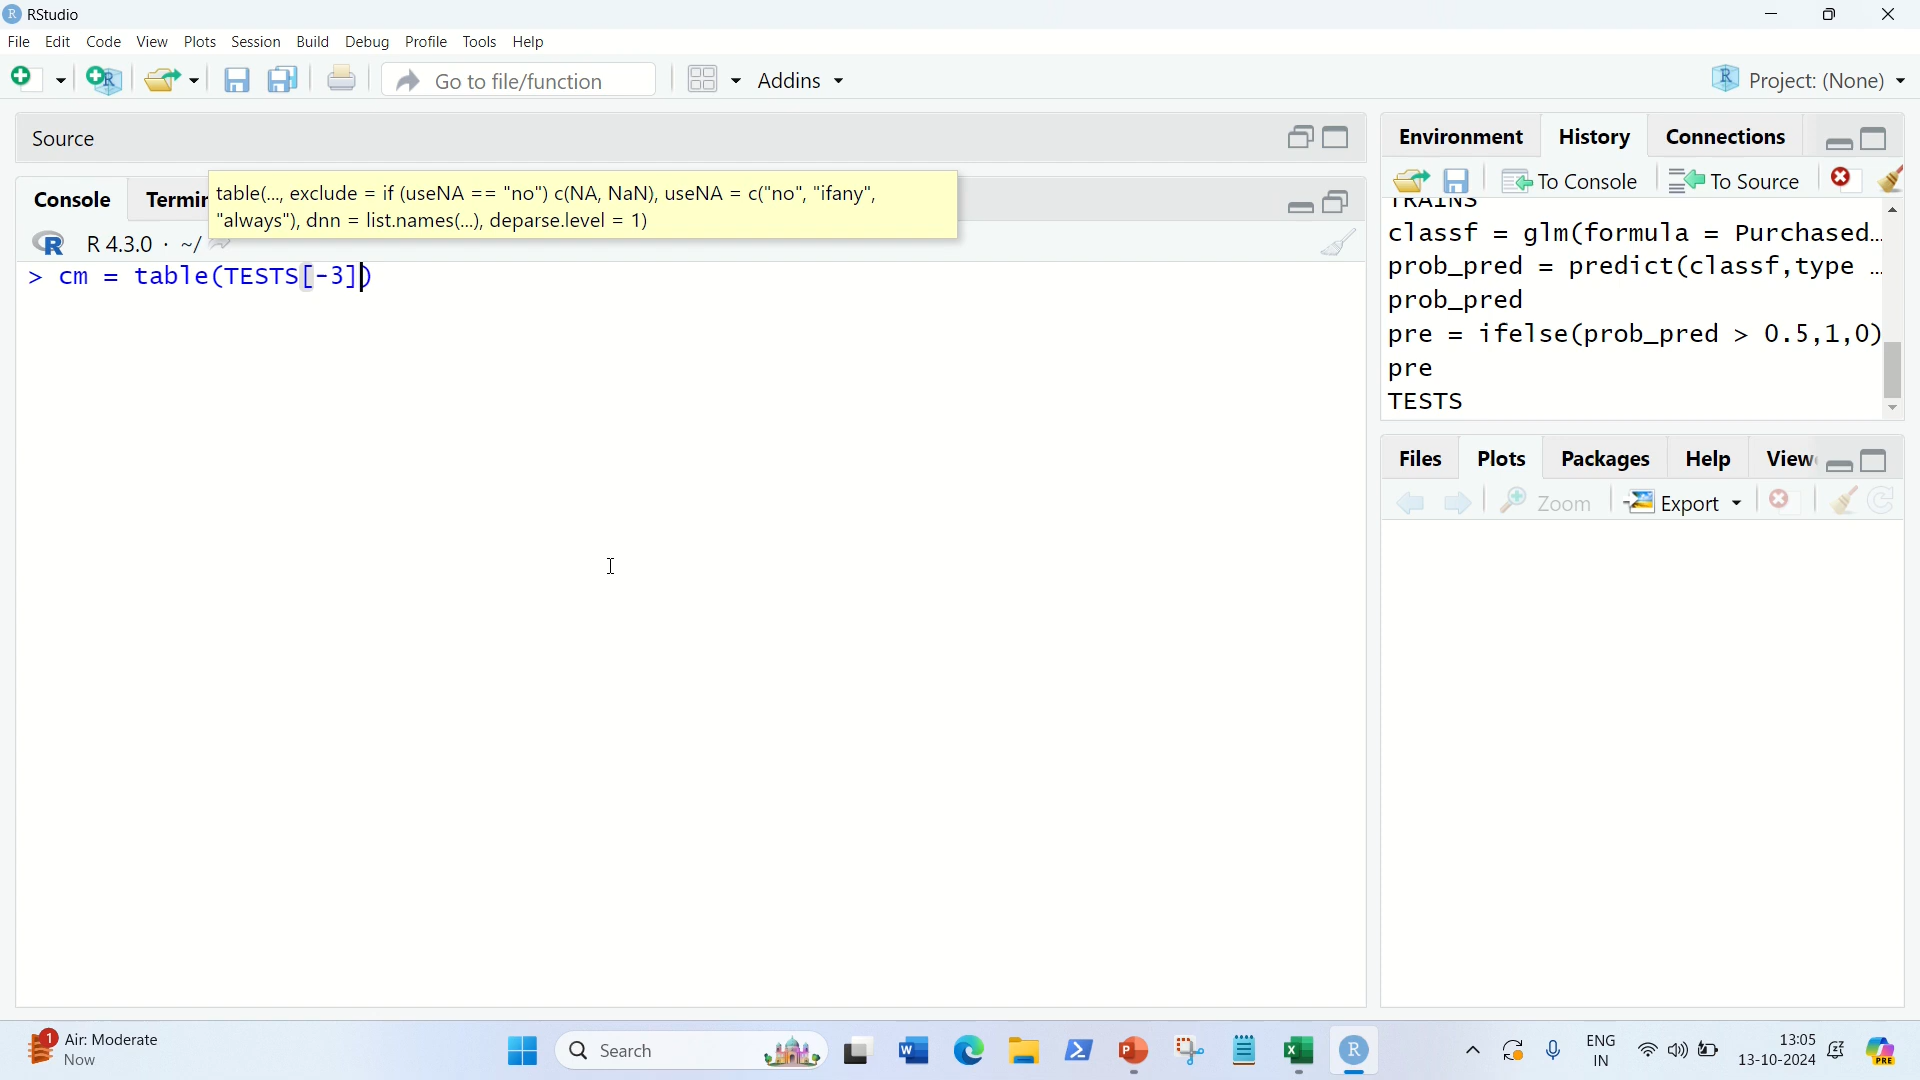 RStudio
File Edit Code View Plots Session Build Debug Profile Tools Help
Go to file/function Addins Project: (None)
Source
Console Termin
table(..., exclude = if (useNA == "no") c(NA, NaN), useNA = c("no", "ifany",
"always"), dnn = list.names(...), deparse.level = 1)
R 4.3.0 · ~/
> cm = table(TESTS[-3])
Environment History Connections
To Console To Source
TRAINS
classf = glm(formula = Purchased…
prob_pred = predict(classf,type …
prob_pred
pre = ifelse(prob_pred > 0.5,1,0)
pre
TESTS
Files Plots Packages Help View
Zoom Export
1 Air: Moderate
Now
Search
ENG
IN
13:05
13-10-2024
PRE